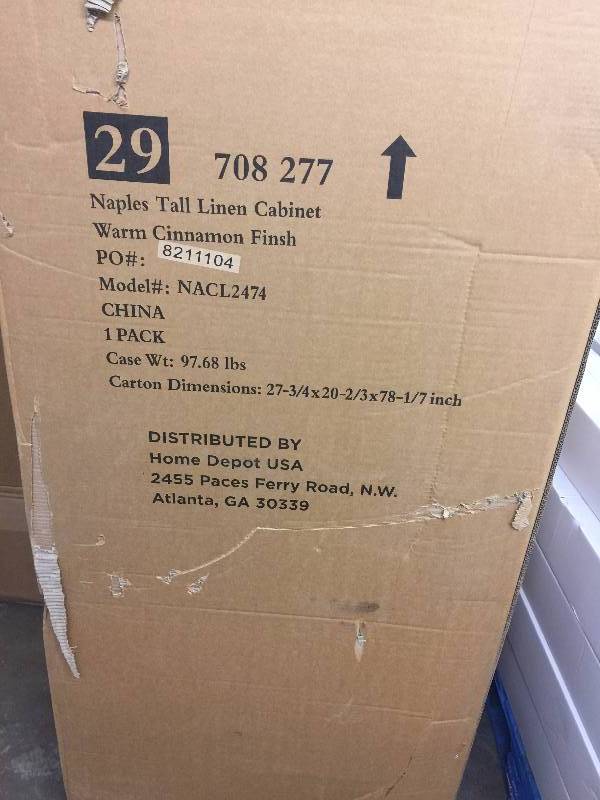 29 708 277
Naples Tall Linen Cabinet
Warm Cinnamon Finsh
PO#: 8211104
Model#: NACL2474
CHINA
1 PACK
Case Wt: 97.68 lbs
Carton Dimensions: 27-3/4x20-2/3x78-1/7 inch
DISTRIBUTED BY
Home Depot USA
2455 Paces Ferry Road, N.W.
Atlanta, GA 30339